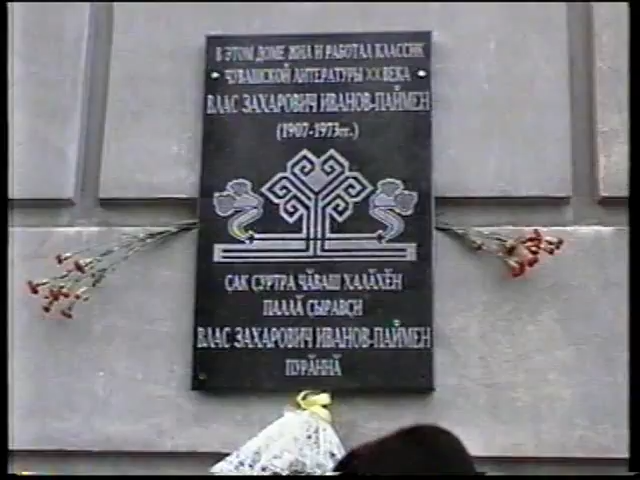 В ЭТОМ ДОМЕ ЖИЛ И РАБОТАЛ КЛАССИК
ЧУВАШСКОЙ ЛИТЕРАТУРЫ XX ВЕКА
ВЛАС ЗАХАРОВИЧ ИВАНОВ-ПАЙМЕН
(1907-1973гг.)
ÇАК ÇУРТРА ЧĂВАШ ХАЛĂХĔН
ПАЛЛĂ ÇЫРАВÇИ
ВЛАС ЗАХАРОВИЧ ИВАНОВ-ПАЙМЕН
ПУРĂННĂ